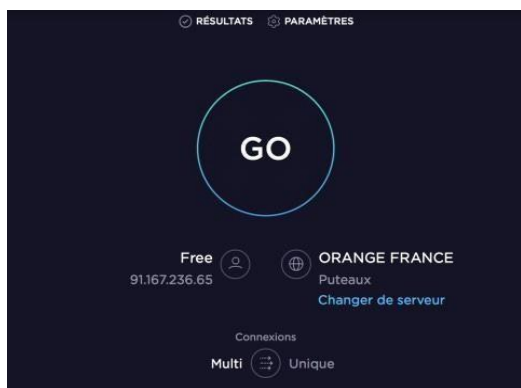 RÉSULTATS PARAMÈTRES
GO
Free
91.167.236.65
ORANGE FRANCE
Puteaux
Changer de serveur
Connexions
Multi Unique